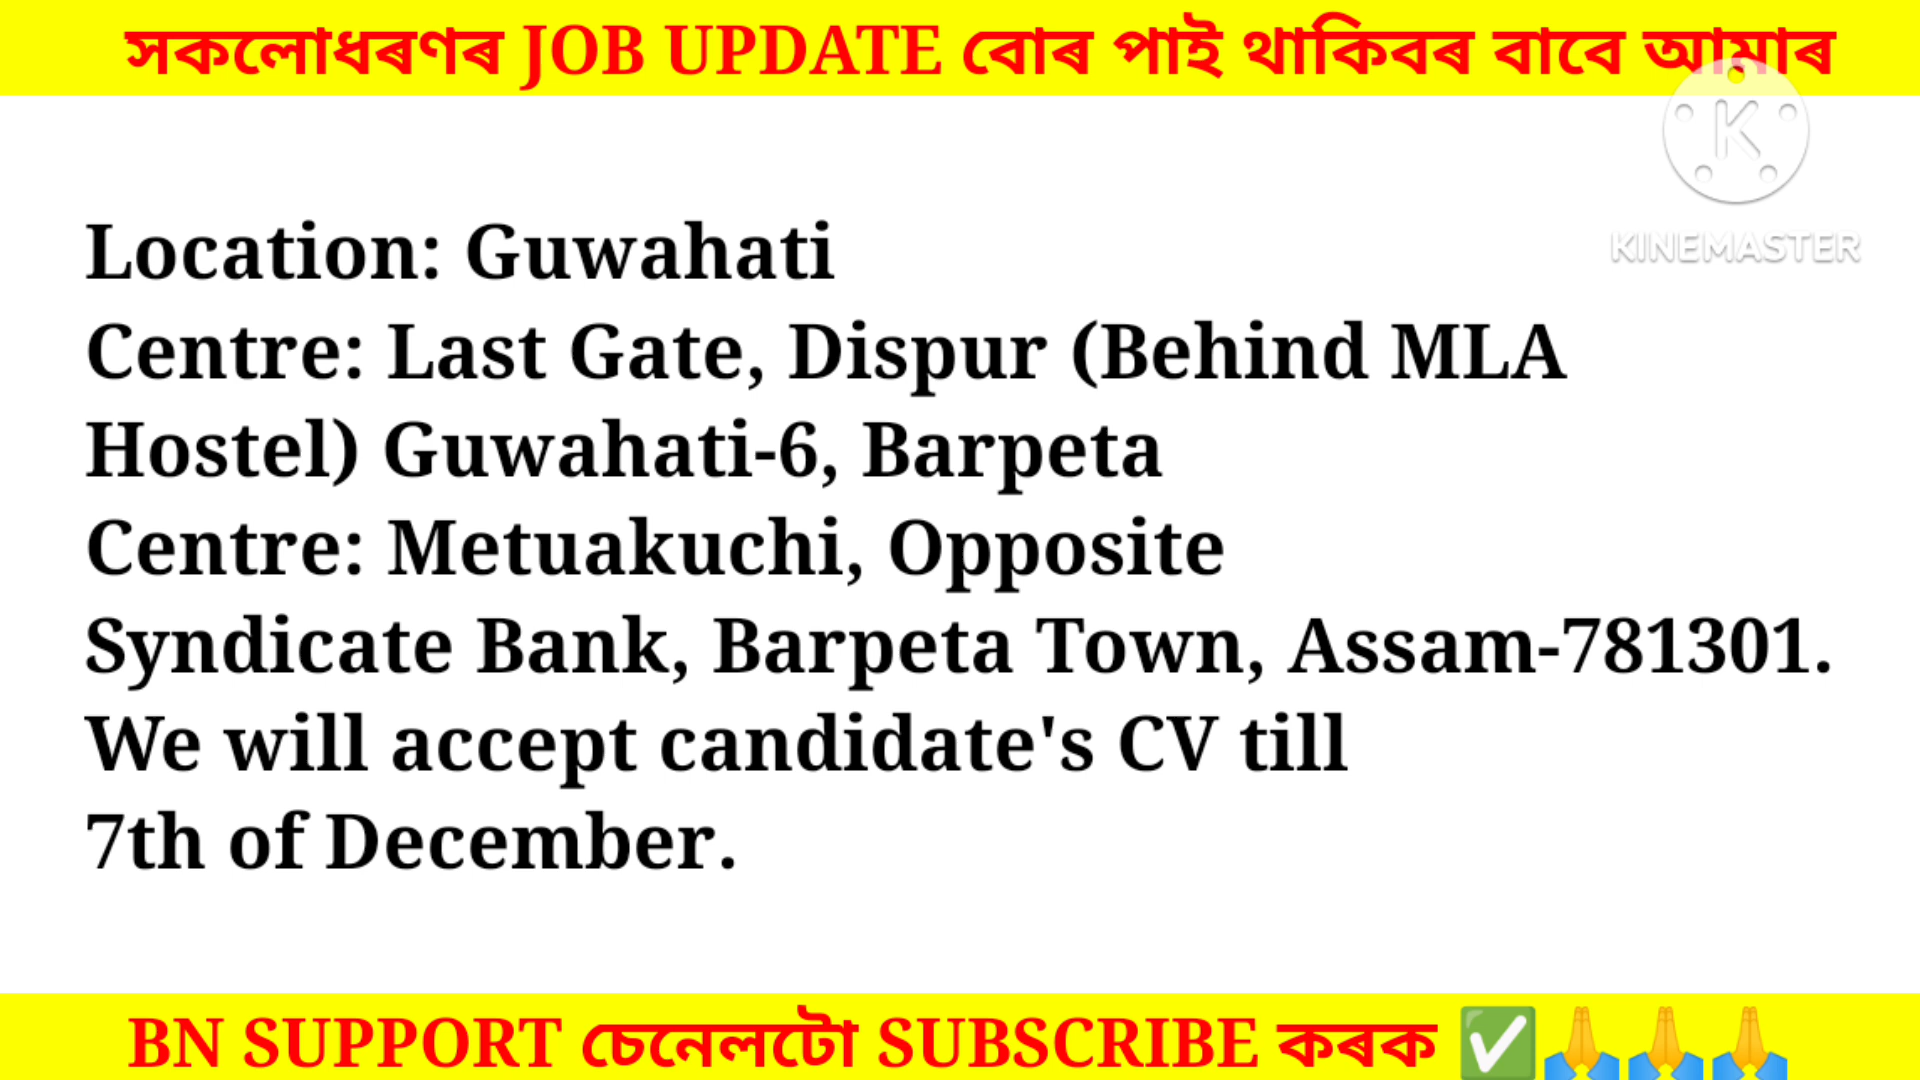 সকলোধৰণৰ JOB UPDATE বোৰ পাই থাকিবৰ বাবে আমাৰ
K
KINEMASTER
Location: Guwahati
Centre: Last Gate, Dispur (Behind MLA
Hostel) Guwahati-6, Barpeta
Centre: Metuakuchi, Opposite
Syndicate Bank, Barpeta Town, Assam-781301.
We will accept candidate's CV till
7th of December.
BN SUPPORT চেনেলটো SUBSCRIBE কৰক ✅🙏🙏🙏